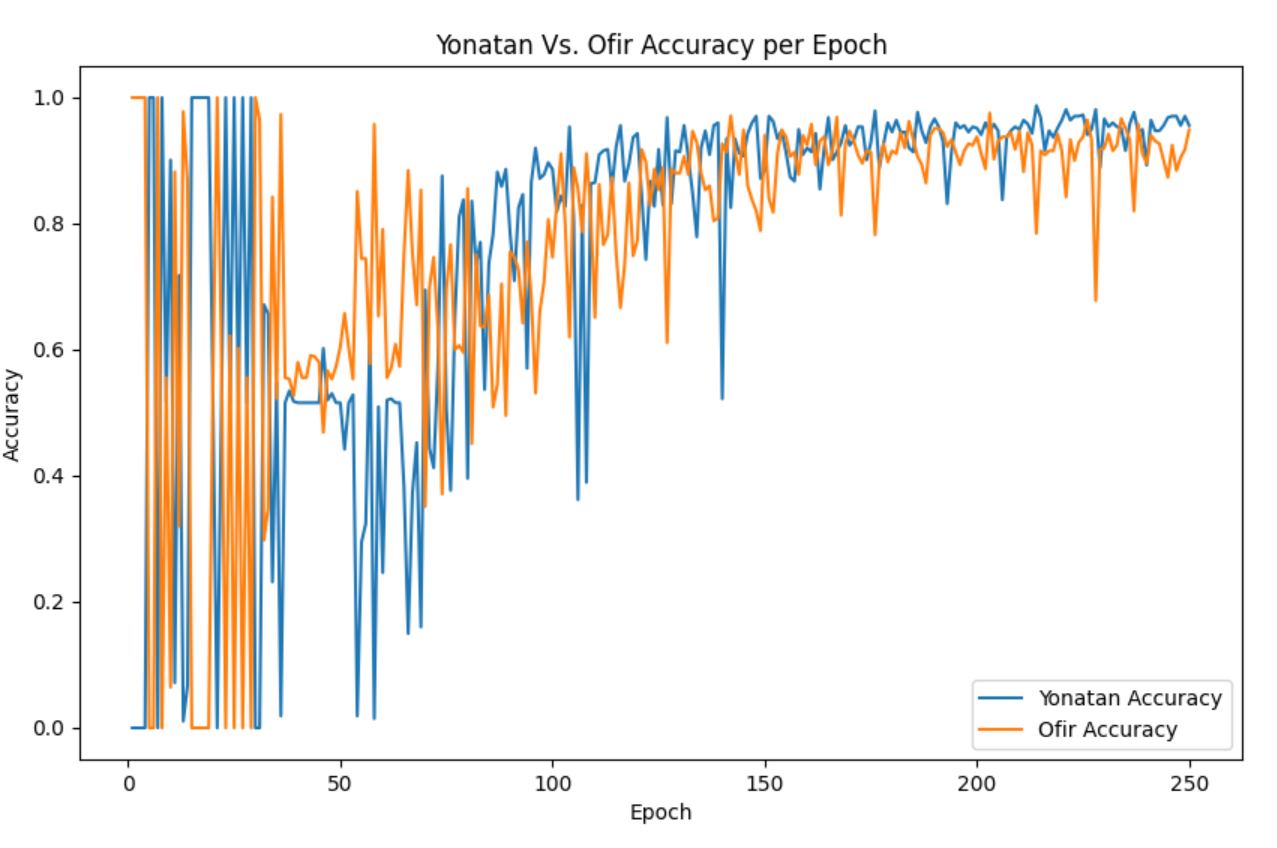 Yonatan Vs. Ofir Accuracy per Epoch
Accuracy
1.0
0.8
0.6
0.4
0.2
0.0
0 50 100 150 200 250
Epoch
Yonatan Accuracy
Ofir Accuracy